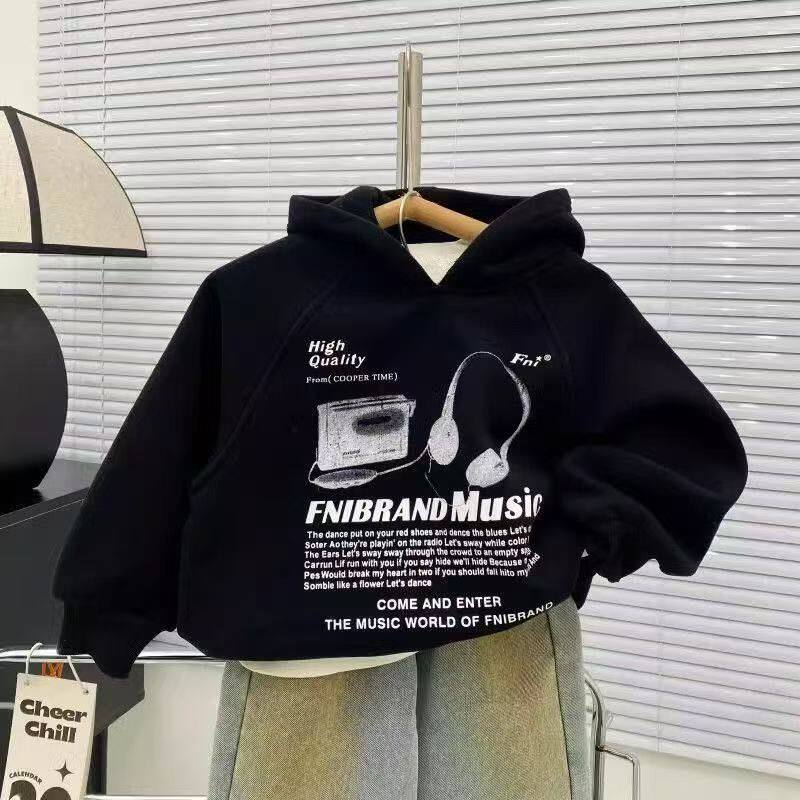 High
Quality
From( COOPER TIME)
Fni*®
FNIBRAND Music
The dance put on your red shoes and dence the blues Let's
Soter Ao they're playin' on the radio Let's sway while color
The Ears Let's sway sway through the crowd to an empty
Carrun Lif run with you if you say hide we'll hide Because
Pes Would break my heart in two if you should fall hito my
Somble like a flower Let's dance
COME AND ENTER
THE MUSIC WORLD OF FNIBRAND
Cheer
Chill
CALENDAR